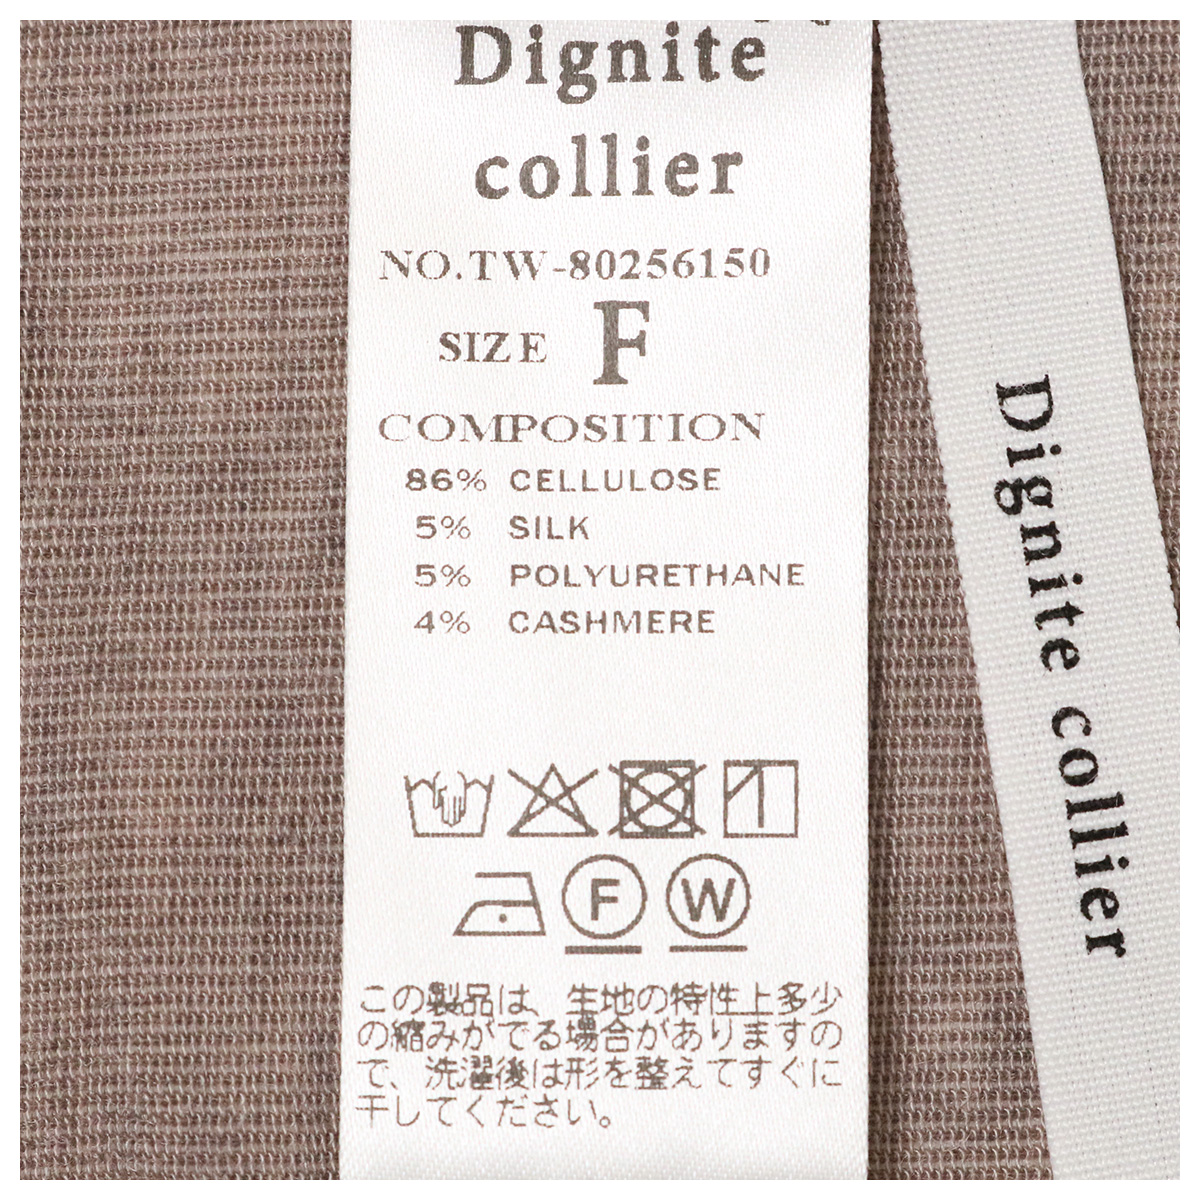 Dignite
collier
NO.TW-80256150
SIZE F
COMPOSITION
86% CELLULOSE
5% SILK
5% POLYURETHANE
4% CASHMERE
F W
この製品は、生地の特性上多少
の縮みがでる場合がありますの
で、洗濯後は形を整えてすぐに
干してください。
Dignite collier